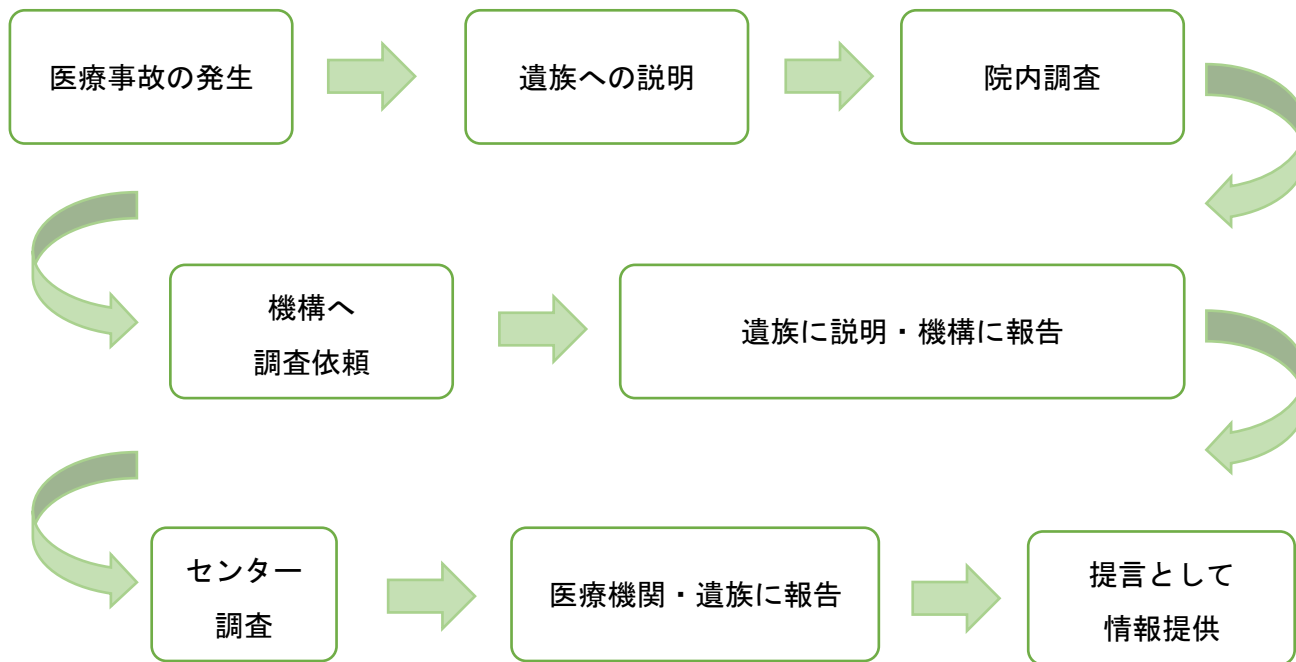 医療事故の発生
遺族への説明
院内調査
機構へ
調査依頼
遺族に説明・機構に報告
センター
調査
医療機関・遺族に報告
提言として
情報提供